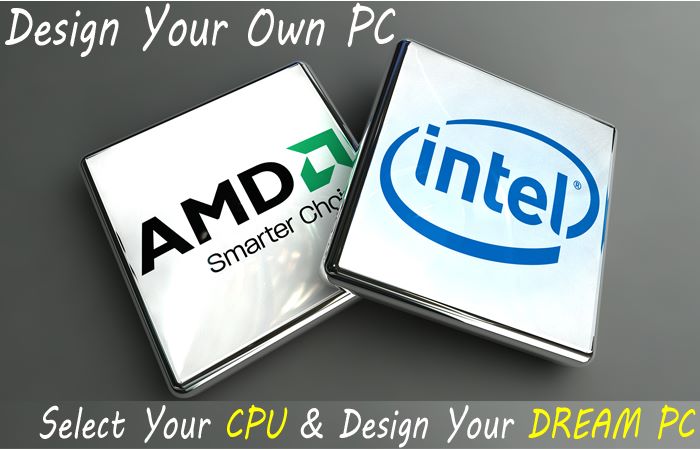 Design Your Own PC
AMD
Smarter Choi
intel®
Select Your CPU & Design Your DREAM PC